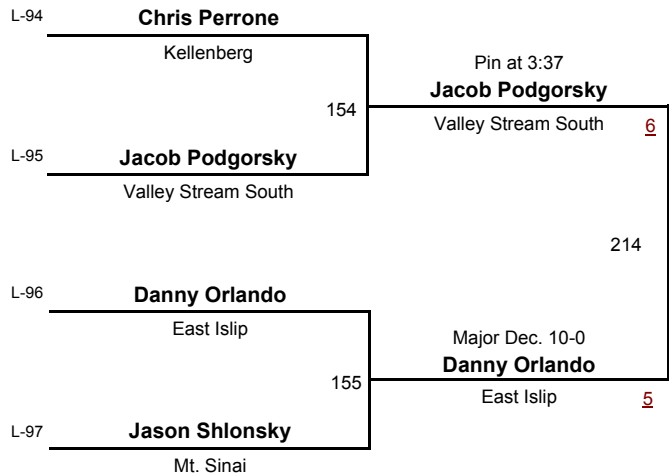 L-94 Chris Perrone
Kellenberg
Pin at 3:37
154 Jacob Podgorsky
Valley Stream South 6
L-95 Jacob Podgorsky
Valley Stream South
214
L-96 Danny Orlando
East Islip
Major Dec. 10-0
155 Danny Orlando
East Islip 5
L-97 Jason Shlonsky
Mt. Sinai